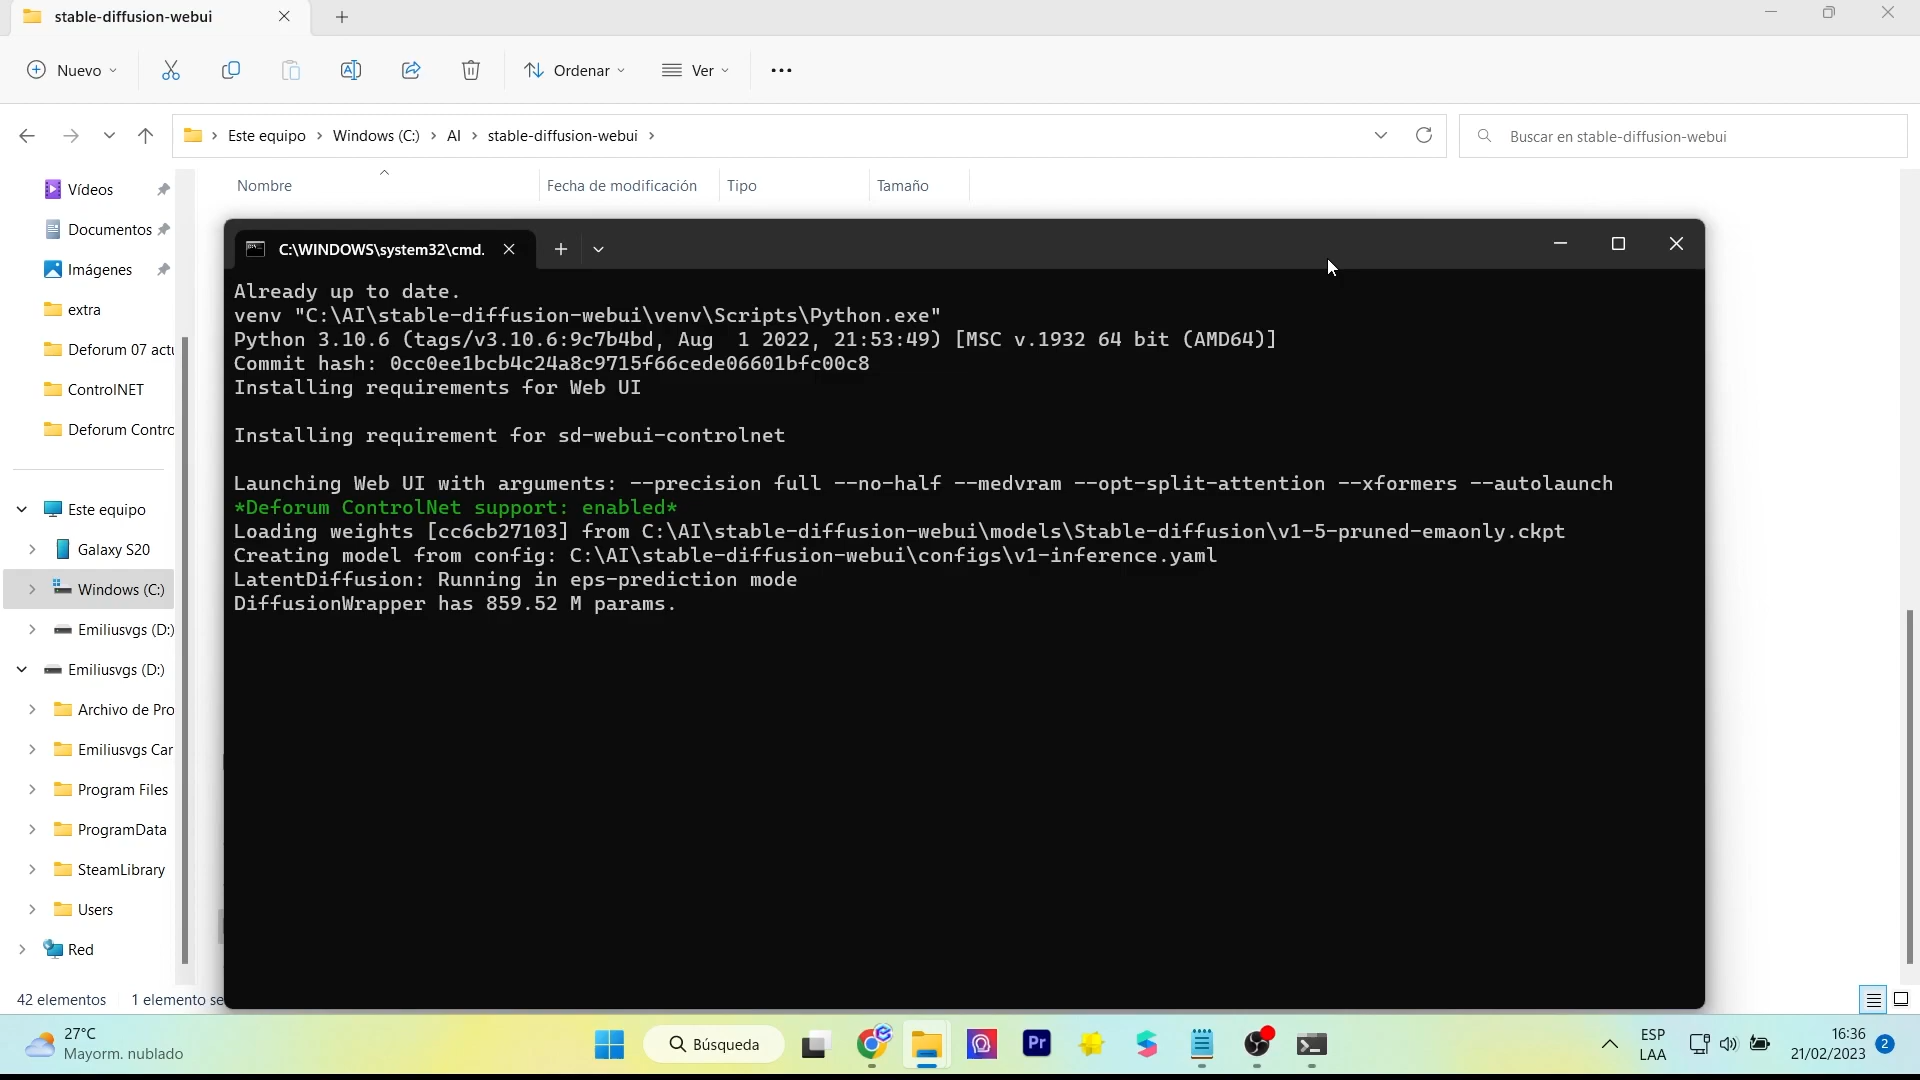 stable-diffusion-webui
Nuevo
Ordenar
Ver
Este equipo
Windows (C:)
AI
stable-diffusion-webui
Buscar en stable-diffusion-webui
Nombre
Fecha de modificación
Tipo
Tamaño
Vídeos
Documentos
Imágenes
extra
Deforum 07 actu
ControlNET
Deforum Contro
Este equipo
Galaxy S20
Windows (C:)
Emiliusvgs (D:)
Emiliusvgs (D:)
Archivo de Pro
Emiliusvgs Car
Program Files
ProgramData
SteamLibrary
Users
Red
C:\WINDOWS\system32\cmd.
Already up to date.
venv "C:\AI\stable-diffusion-webui\venv\Scripts\Python.exe"
Python 3.10.6 (tags/v3.10.6:9c7b4bd, Aug  1 2022, 21:53:49) [MSC v.1932 64 bit (AMD64)]
Commit hash: 0cc0ee1bcb4c24a8c9715f66cede06601bfc00c8
Installing requirements for Web UI
Installing requirement for sd-webui-controlnet
Launching Web UI with arguments: --precision full --no-half --medvram --opt-split-attention --xformers --autolaunch
*Deforum ControlNet support: enabled*
Loading weights [cc6cb27103] from C:\AI\stable-diffusion-webui\models\Stable-diffusion\v1-5-pruned-emaonly.ckpt
Creating model from config: C:\AI\stable-diffusion-webui\configs\v1-inference.yaml
LatentDiffusion: Running in eps-prediction mode
DiffusionWrapper has 859.52 M params.
42 elementos
1 elemento se
27°C
Mayorm. nublado
Búsqueda
Pr
ESP
LAA
16:36
21/02/2023
2